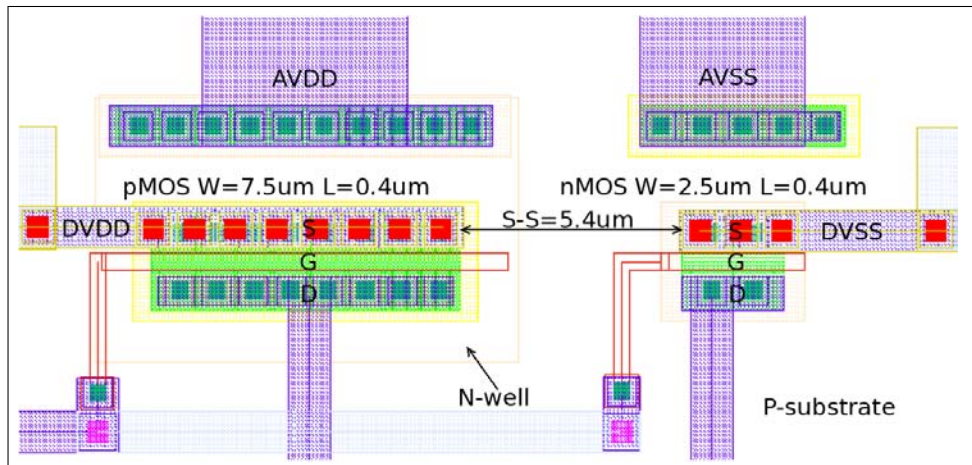 AVDD
AVSS
pMOS W=7.5um L=0.4um
nMOS W=2.5um L=0.4um
S-S=5.4um
DVDD
S
S
DVSS
G
G
D
D
N-well
P-substrate